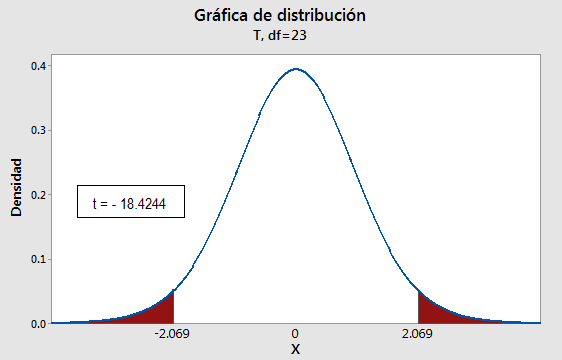 Gráfica de distribución
T, df=23
0.4
0.3
0.2
0.1
0.0
Densidad
t = - 18.4244
-2.069 0 2.069
X